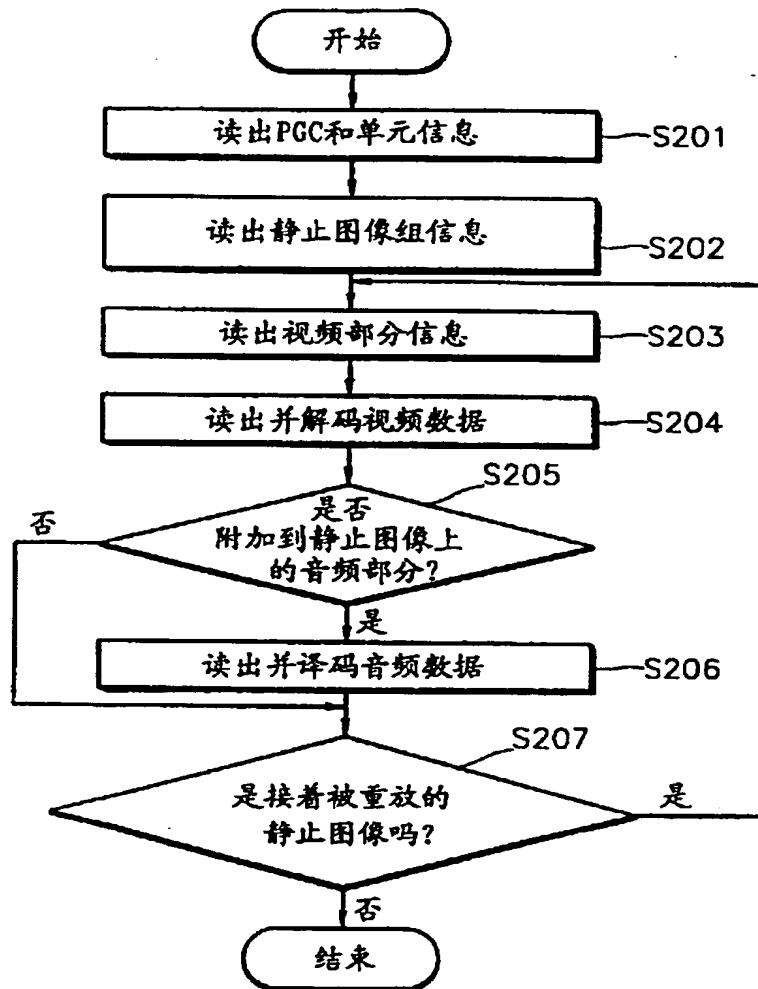 开始
读出PGC和单元信息
S201
读出静止图像组信息
S202
读出视频部分信息
S203
读出并解码视频数据
S204
S205
是否
附加到静止图像上
的音频部分?
否
是
读出并译码音频数据
S206
S207
是接着被重放的
静止图像吗?
是
否
结束